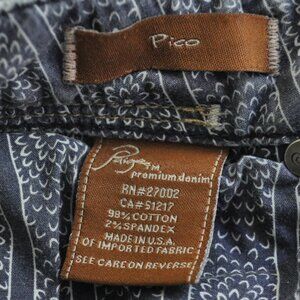 Pico
Paige™
premium.denim
RN#27002
CA#51217
98% COTTON
2% SPANDEX
MADE IN U.S.A.
OF IMPORTED FABRIC
SEE CARE ON REVERSE